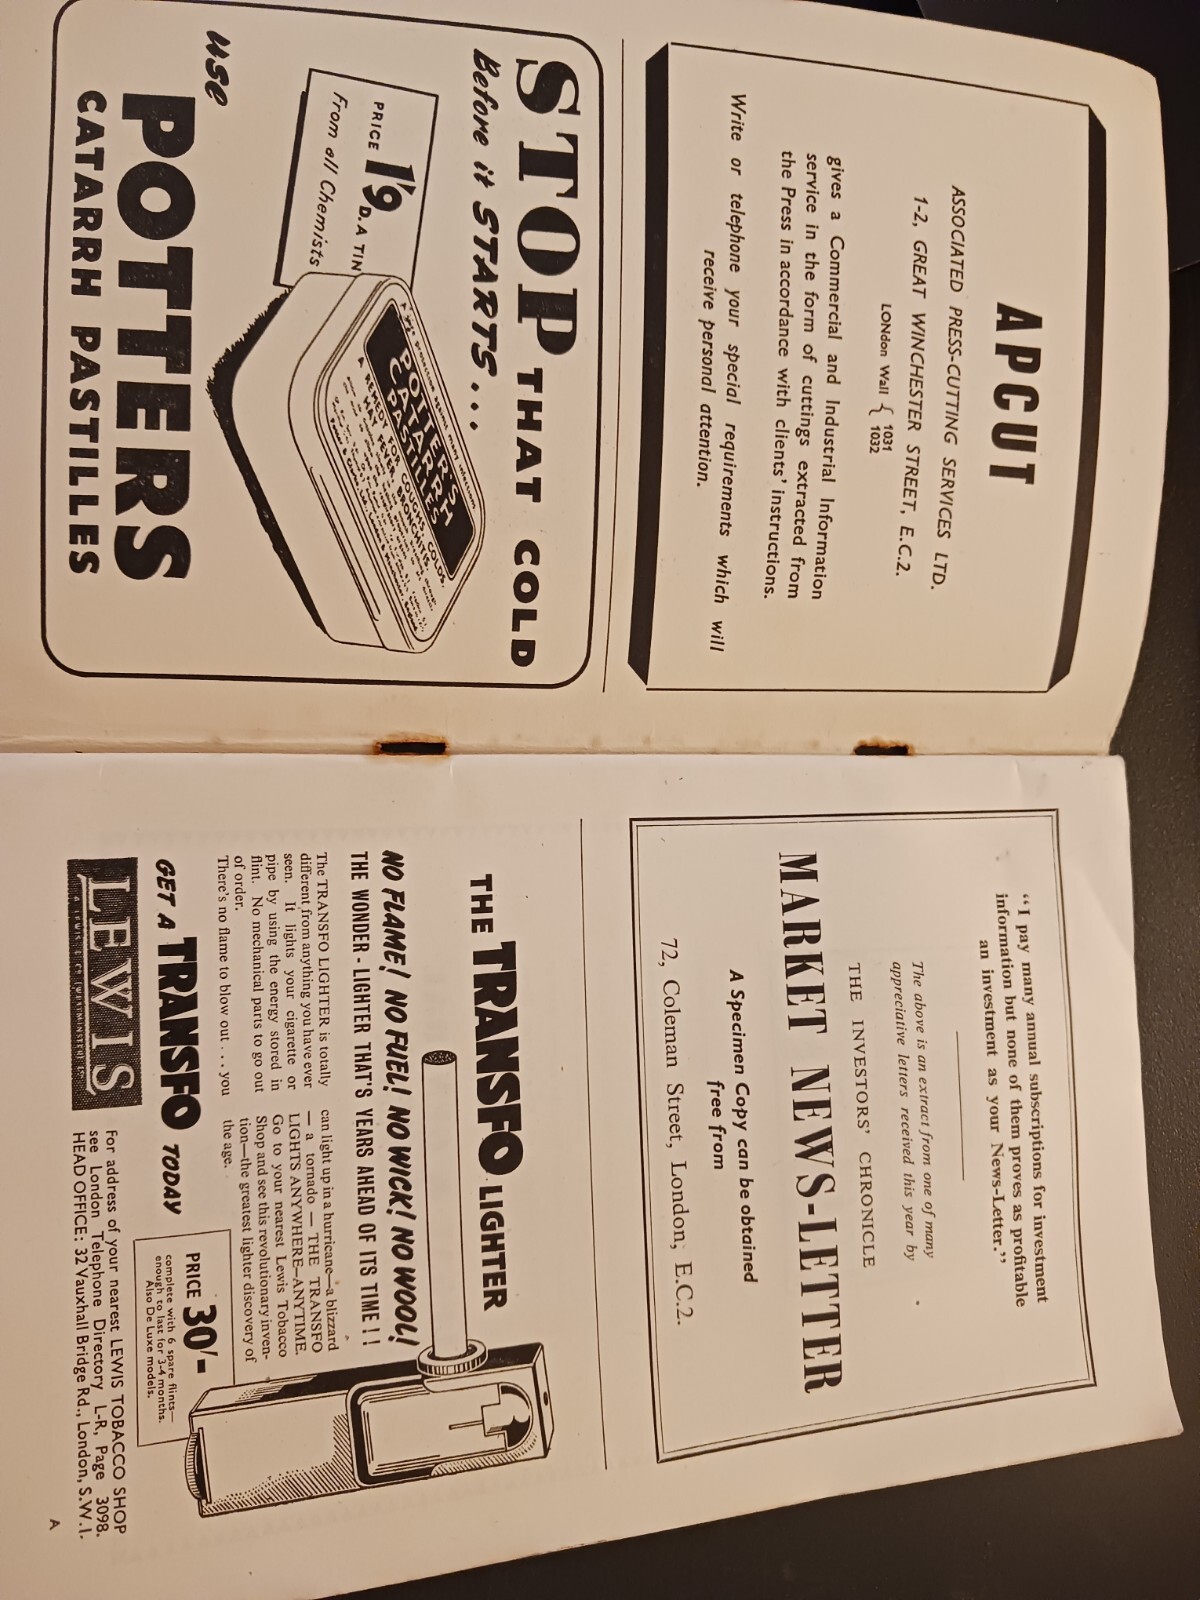 APCUT
ASSOCIATED PRESS-CUTTING SERVICES LTD.
1-2, GREAT WINCHESTER STREET, E.C.2.
LONdon Wall { 1031
1032
gives a Commercial and Industrial Information
service in the form of cuttings extracted from
the Press in accordance with clients' instructions.
Write or telephone your special requirements which will
receive personal attention.
STOP THAT COLD
Before it STARTS...
PRICE 1'9 D. A TIN
From all Chemists
POTTER'S
CATARRH
PASTILLES
A REMEDY FOR COUGHS, COLDS,
HAY FEVER, BRONCHITIS,
use
POTTERS
CATARRH PASTILLES
"I pay many annual subscriptions for investment
information but none of them proves as profitable
an investment as your News-Letter."
The above is an extract from one of many
appreciative letters received this year by
THE INVESTORS' CHRONICLE
MARKET NEWS-LETTER
A Specimen Copy can be obtained
free from
72, Coleman Street, London, E.C.2.
THE TRANSFO LIGHTER
NO FLAME! NO FUEL! NO WICK! NO WOOL!
THE WONDER-LIGHTER THAT'S YEARS AHEAD OF ITS TIME!!
The TRANSFO LIGHTER is totally
different from anything you have ever
seen. It lights your cigarette or
pipe by using the energy stored in
flint. No mechanical parts to go out
of order.
There's no flame to blow out... you
can light up in a hurricane—a blizzard
— a tornado — THE TRANSFO
LIGHTS ANYWHERE—ANYTIME.
Go to your nearest Lewis Tobacco
Shop and see this revolutionary inven-
tion—the greatest lighter discovery of
the age.
GET A TRANSFO TODAY
PRICE 30/-
complete with 6 spare flints—
enough to last for 3-4 months.
Also De Luxe models.
LEWIS
For address of your nearest LEWIS TOBACCO SHOP
see London Telephone Directory L-R, Page 3098.
HEAD OFFICE: 32 Vauxhall Bridge Rd., London, S.W.1.
A